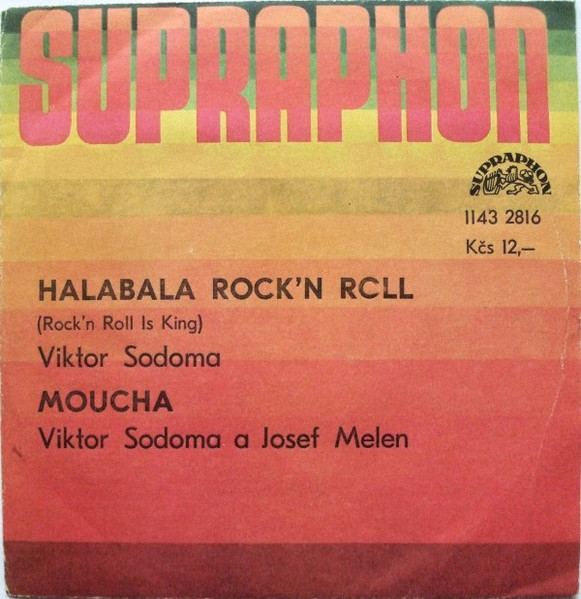 SUPRAPHON
SUPRAPHON
1143 2816
Kčs 12,—
HALABALA ROCK'N RCLL
(Rock'n Roll Is King)
Viktor Sodoma
MOUCHA
Viktor Sodoma a Josef Melen